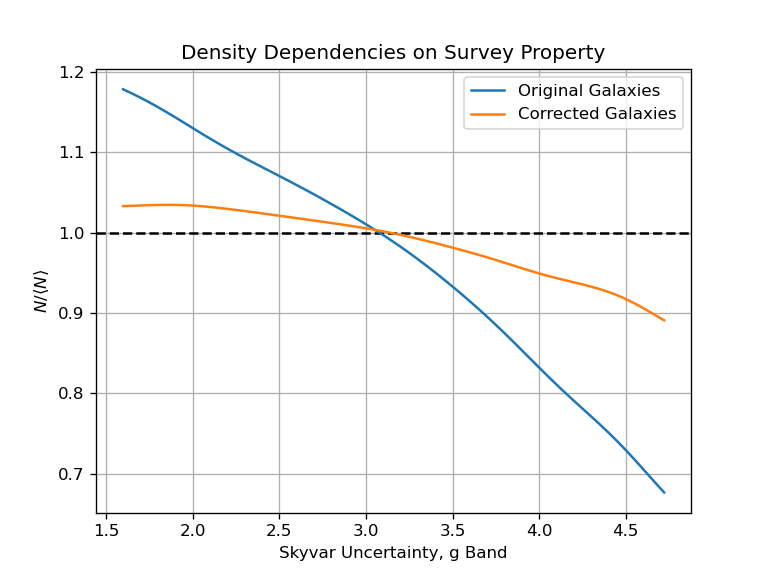 Density Dependencies on Survey Property
Original Galaxies
Corrected Galaxies
N/⟨N⟩
1.2
1.1
1.0
0.9
0.8
0.7
1.5 2.0 2.5 3.0 3.5 4.0 4.5
Skyvar Uncertainty, g Band